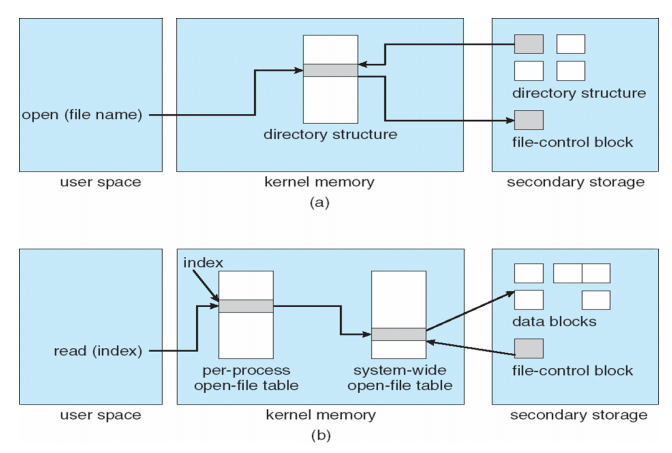 open (file name)
directory structure
directory structure
file-control block
user space
kernel memory
secondary storage
(a)
index
read (index)
data blocks
per-process
open-file table
system-wide
open-file table
file-control block
user space
kernel memory
secondary storage
(b)